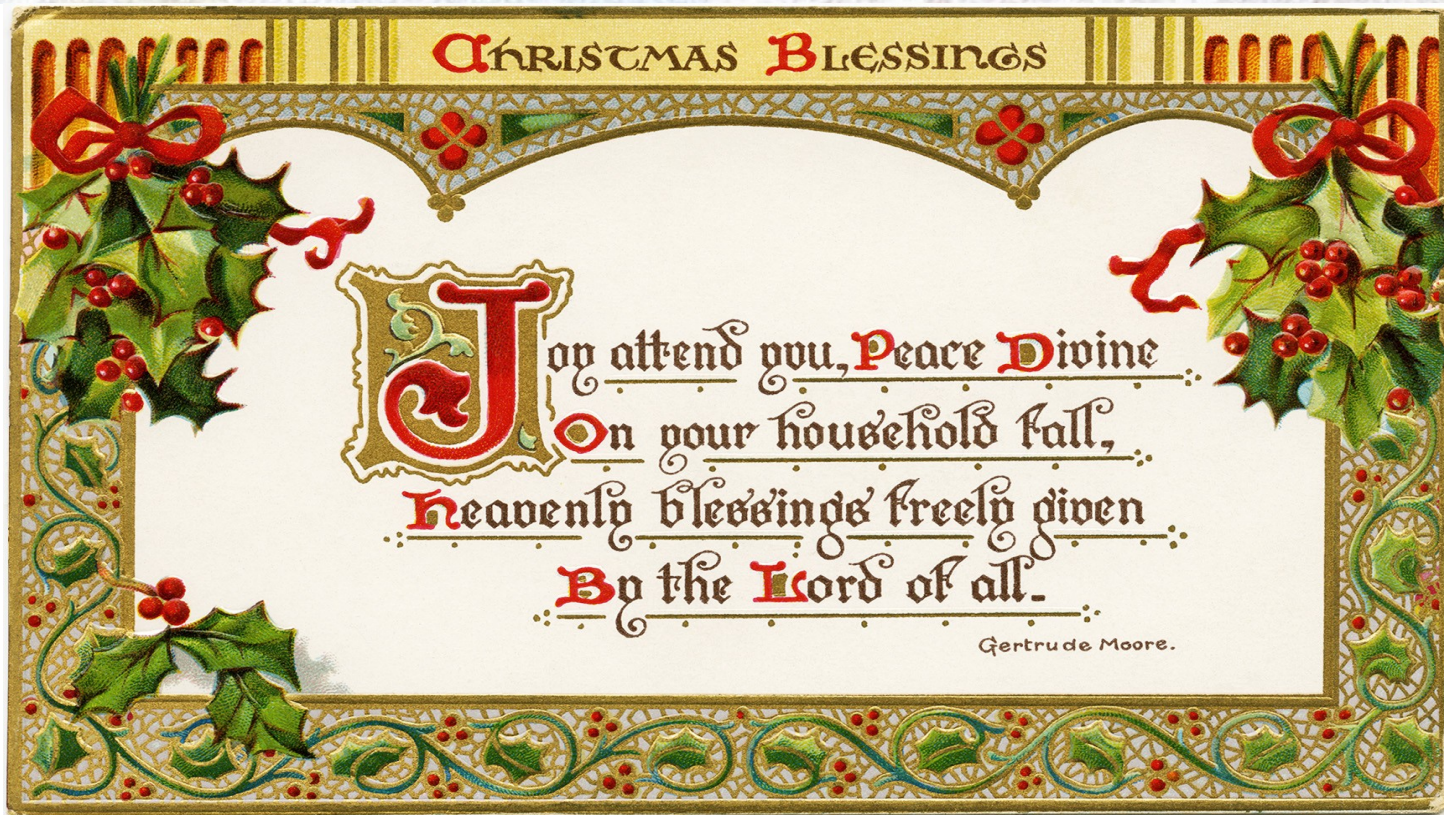 Christmas Blessings
Joy attend you, Peace Divine
On your household fall,
Heavenly blessings freely given
By the Lord of all.
Gertrude Moore.